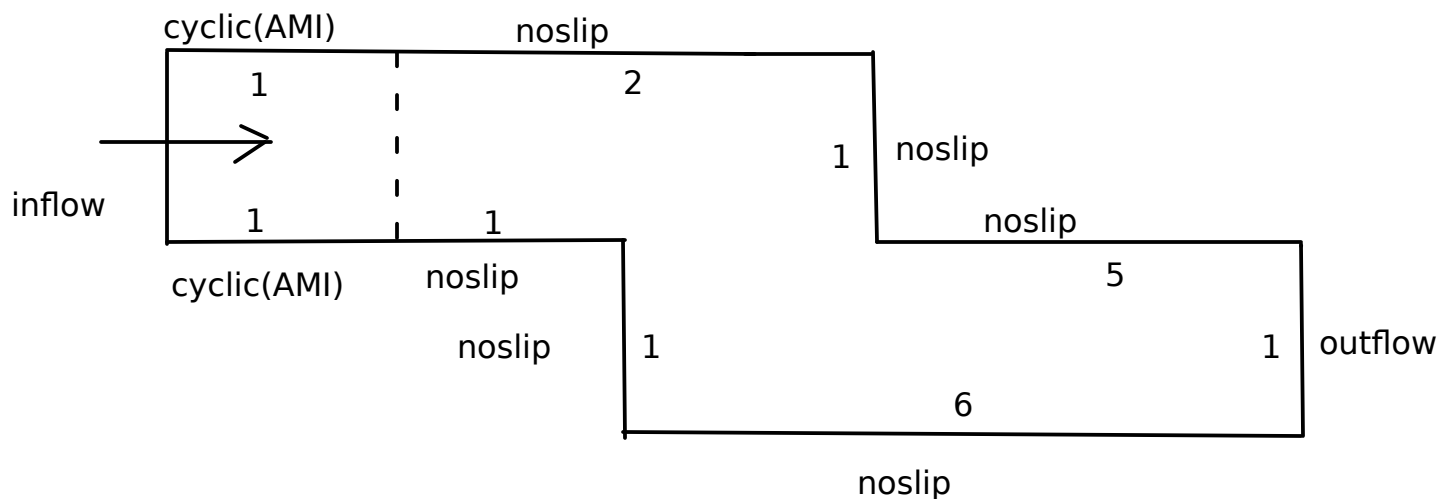 cyclic(AMI)
noslip
1
2
1
noslip
inflow
1
1
noslip
cyclic(AMI)
noslip
5
noslip
1
1
outflow
6
noslip